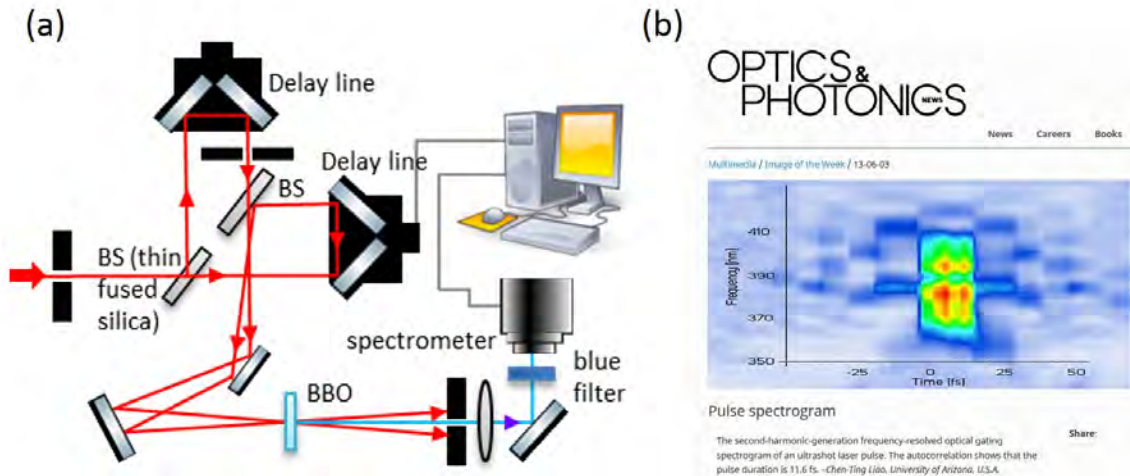 (a)
Delay line
BS
Delay line
BS (thin
fused
silica)
spectrometer
blue
filter
BBO
(b)
OPTICS &
PHOTONICS
NEWS
News Careers Books
Multimedia / Image of the Week / 13-06-03
Frequency [nm]
410
390
370
350
-25 0 25 50
Time [fs]
Pulse spectrogram
Share:
The second-harmonic-generation frequency-resolved optical gating
spectrogram of an ultrashot laser pulse. The autocorrelation shows that the
pulse duration is 11.6 fs. -Chen-Ting Liao, University of Arizona, U.S.A.